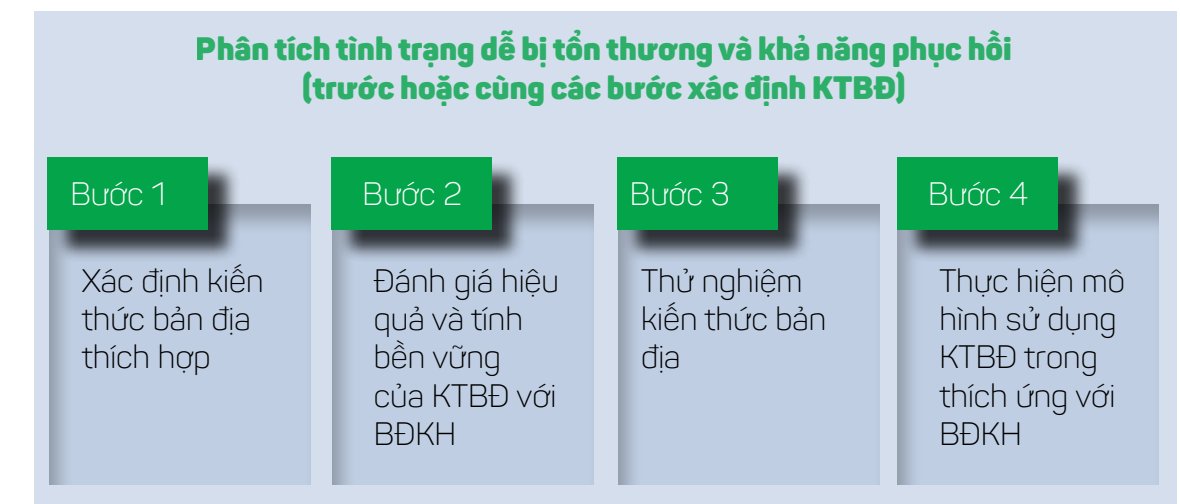 Phân tích tình trạng dễ bị tổn thương và khả năng phục hồi
(trước hoặc cùng các bước xác định KTBĐ)
Bước 1
Xác định kiến
thức bản địa
thích hợp
Bước 2
Đánh giá hiệu
quả và tính
bền vững
của KTBĐ với
BĐKH
Bước 3
Thử nghiệm
kiến thức bản
địa
Bước 4
Thực hiện mô
hình sử dụng
KTBĐ trong
thích ứng với
BĐKH